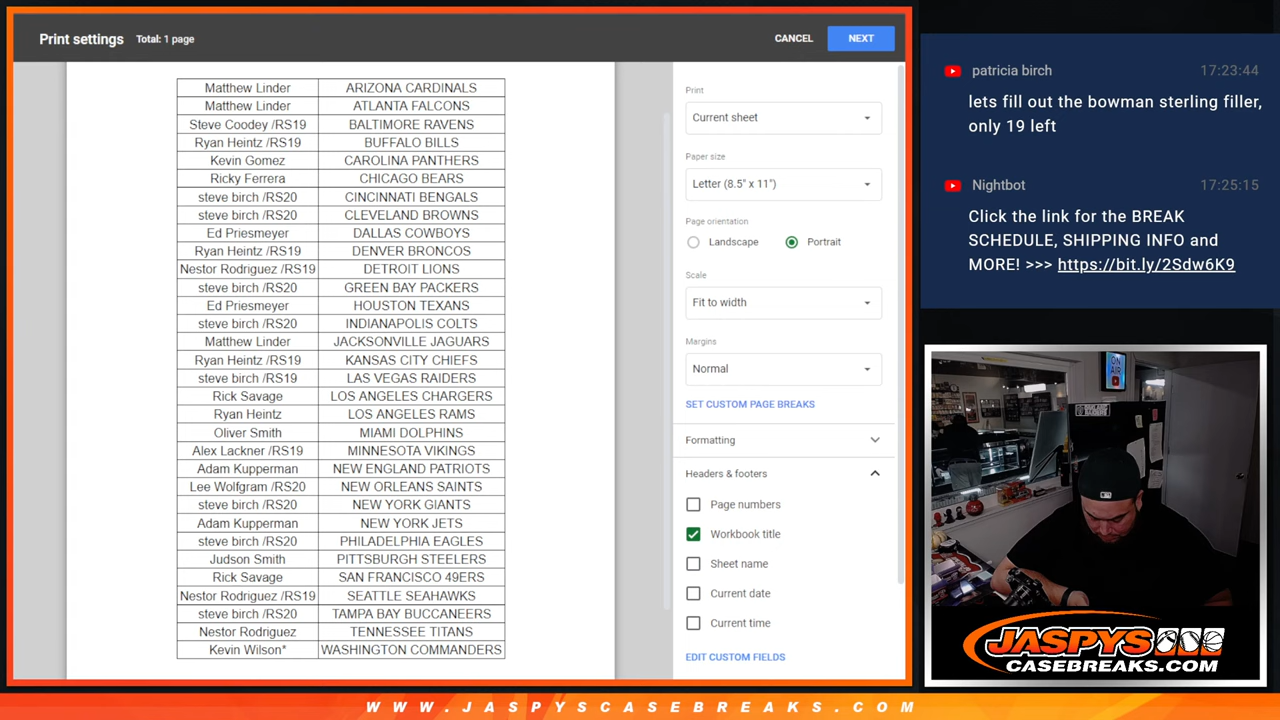 Print settings Total: 1 page
CANCEL
NEXT
Matthew Linder ARIZONA CARDINALS
Matthew Linder ATLANTA FALCONS
Steve Coodey /RS19 BALTIMORE RAVENS
Ryan Heintz /RS19 BUFFALO BILLS
Kevin Gomez CAROLINA PANTHERS
Ricky Ferrera CHICAGO BEARS
steve birch /RS20 CINCINNATI BENGALS
steve birch /RS20 CLEVELAND BROWNS
Ed Priesmeyer DALLAS COWBOYS
Ryan Heintz /RS19 DENVER BRONCOS
Nestor Rodriguez /RS19 DETROIT LIONS
steve birch /RS20 GREEN BAY PACKERS
Ed Priesmeyer HOUSTON TEXANS
steve birch /RS20 INDIANAPOLIS COLTS
Matthew Linder JACKSONVILLE JAGUARS
Ryan Heintz /RS19 KANSAS CITY CHIEFS
steve birch /RS19 LAS VEGAS RAIDERS
Rick Savage LOS ANGELES CHARGERS
Ryan Heintz LOS ANGELES RAMS
Oliver Smith MIAMI DOLPHINS
Alex Lackner /RS19 MINNESOTA VIKINGS
Adam Kupperman NEW ENGLAND PATRIOTS
Lee Wolfgram /RS20 NEW ORLEANS SAINTS
steve birch /RS20 NEW YORK GIANTS
Adam Kupperman NEW YORK JETS
steve birch /RS20 PHILADELPHIA EAGLES
Judson Smith PITTSBURGH STEELERS
Rick Savage SAN FRANCISCO 49ERS
Nestor Rodriguez /RS19 SEATTLE SEAHAWKS
steve birch /RS20 TAMPA BAY BUCCANEERS
Nestor Rodriguez TENNESSEE TITANS
Kevin Wilson* WASHINGTON COMMANDERS
Print
Current sheet
Paper size
Letter (8.5" x 11")
Page orientation
Landscape Portrait
Scale
Fit to width
Margins
Normal
SET CUSTOM PAGE BREAKS
Formatting
Headers & footers
Page numbers
Workbook title
Sheet name
Current date
Current time
EDIT CUSTOM FIELDS
patricia birch 17:23:44
lets fill out the bowman sterling filler,
only 19 left
Nightbot 17:25:15
Click the link for the BREAK
SCHEDULE, SHIPPING INFO and
MORE! >>> https://bit.ly/2Sdw6K9
ON
AIR
JASPYS
CASEBREAKS.COM
WWW.JASPYSCASEBREAKS.COM